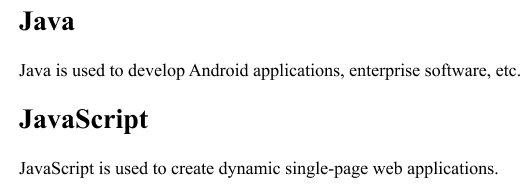 Java
Java is used to develop Android applications, enterprise software, etc.
JavaScript
JavaScript is used to create dynamic single-page web applications.